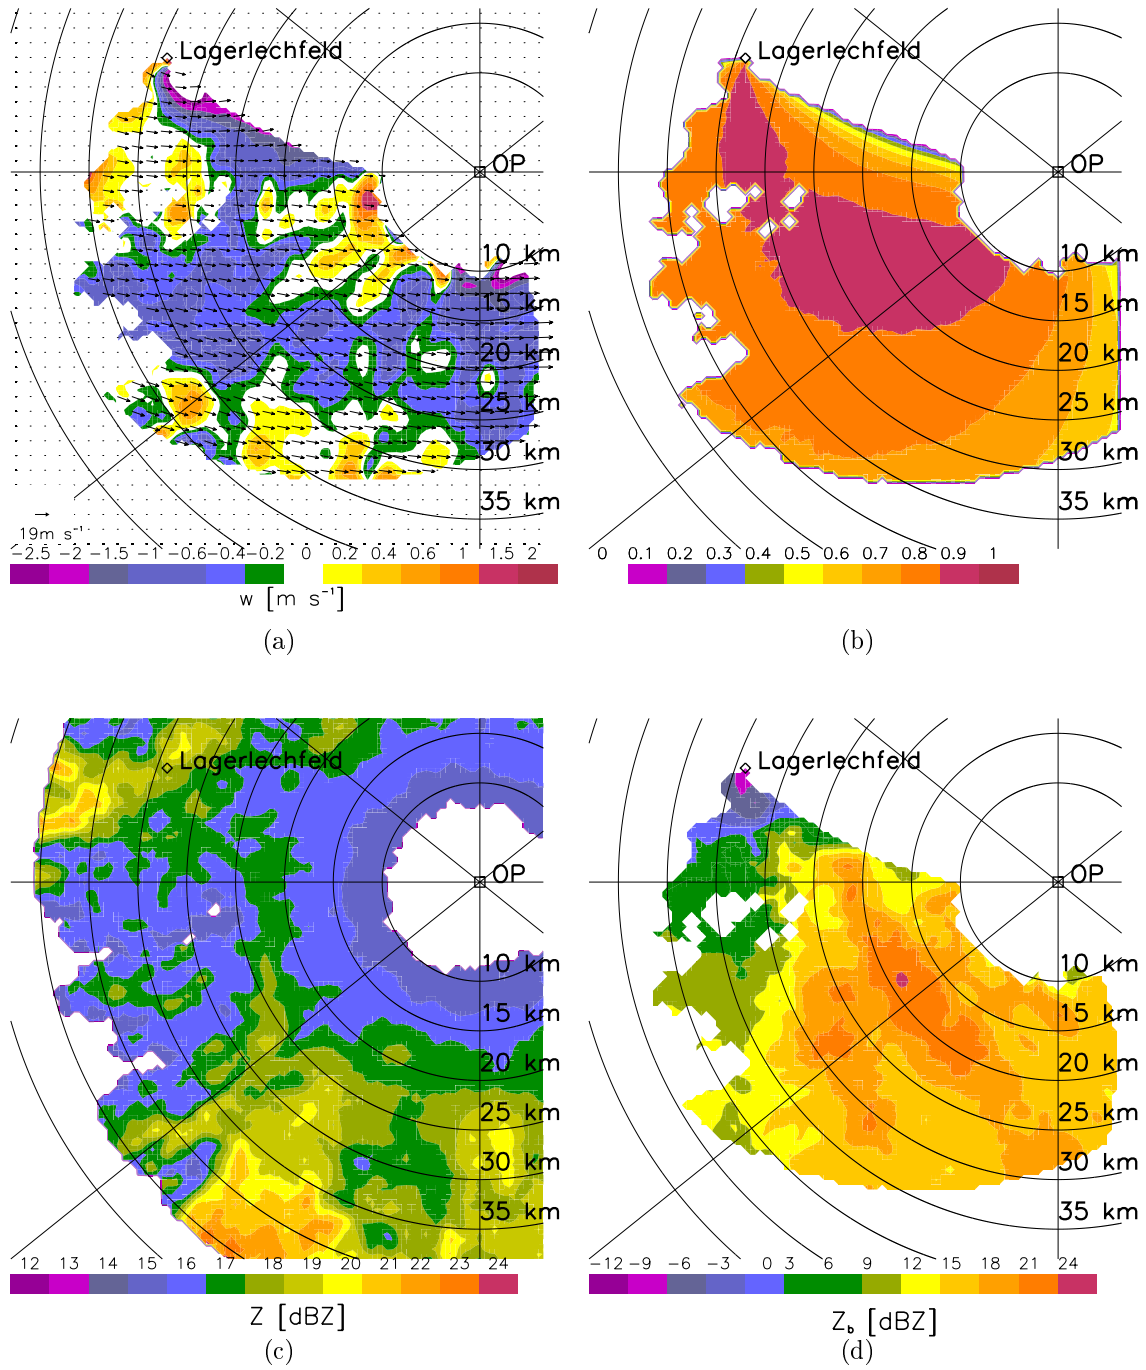 Lagerlechfeld
OP
10 km
15 km
20 km
25 km
30 km
35 km
19m s⁻¹
−2.5 −2 −1.5 −1 −0.6 −0.4 −0.2 0 0.2 0.4 0.6 1 1.5 2
w [m s⁻¹]
(a)
Lagerlechfeld
OP
10 km
15 km
20 km
25 km
30 km
35 km
0 0.1 0.2 0.3 0.4 0.5 0.6 0.7 0.8 0.9 1
(b)
Lagerlechfeld
OP
10 km
15 km
20 km
25 km
30 km
35 km
12 13 14 15 16 17 18 19 20 21 22 23 24
Z [dBZ]
(c)
Lagerlechfeld
OP
10 km
15 km
20 km
25 km
30 km
35 km
−12 −9 −6 −3 0 3 6 9 12 15 18 21 24
Z_b [dBZ]
(d)